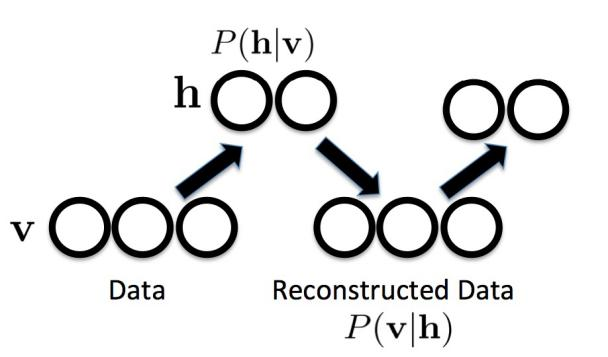 P(h|v)
h
v
Data
Reconstructed Data
P(v|h)